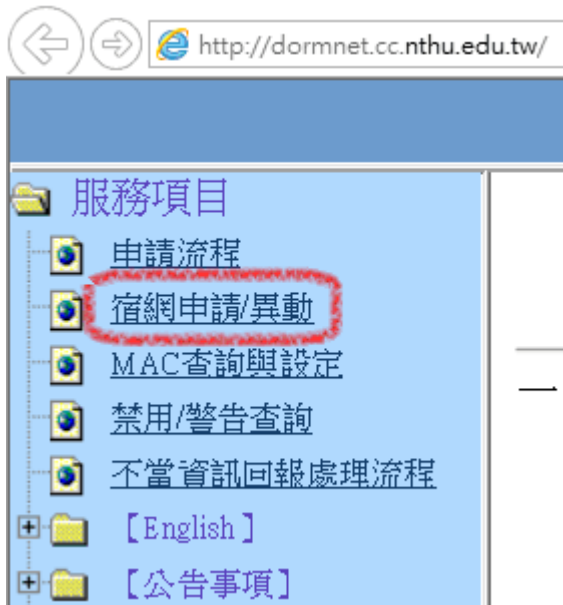 http://dormnet.cc.nthu.edu.tw/
服務項目
申請流程
宿網申請/異動
MAC查詢與設定
禁用/警告查詢
不當資訊回報處理流程
【English】
【公告事項】
一